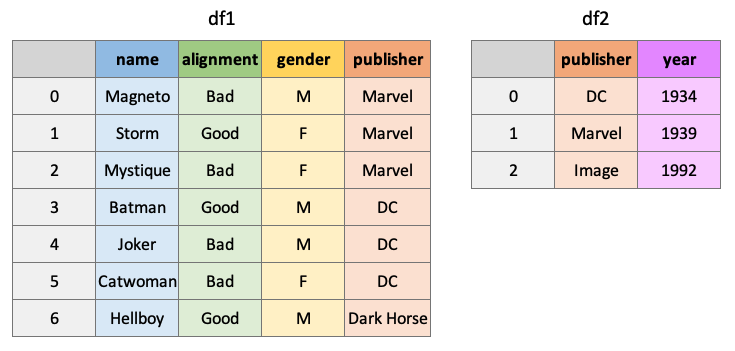 df1
name alignment gender publisher
0 Magneto Bad M Marvel
1 Storm Good F Marvel
2 Mystique Bad F Marvel
3 Batman Good M DC
4 Joker Bad M DC
5 Catwoman Bad F DC
6 Hellboy Good M Dark Horse
df2
publisher year
0 DC 1934
1 Marvel 1939
2 Image 1992